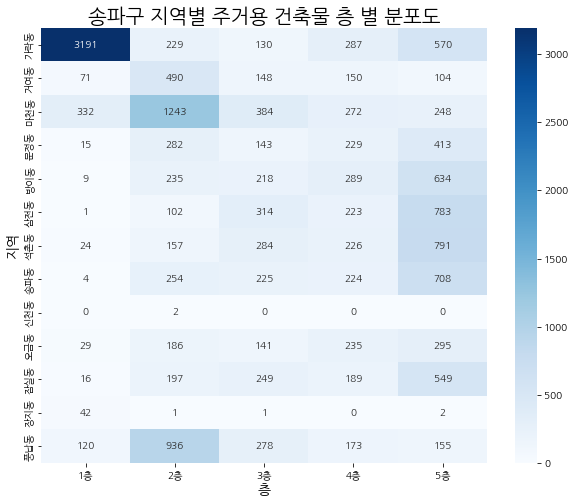 송파구 지역별 주거용 건축물 층 별 분포도
가락동 3191 229 130 287 570
거여동 71 490 148 150 104
마천동 332 1243 384 272 248
문정동 15 282 143 229 413
방이동 9 235 218 289 634
삼전동 1 102 314 223 783
석촌동 24 157 284 226 791
송파동 4 254 225 224 708
신천동 0 2 0 0 0
오금동 29 186 141 235 295
잠실동 16 197 249 189 549
장지동 42 1 1 0 2
풍납동 120 936 278 173 155
1층 2층 3층 4층 5층
층
지역
3000
2500
2000
1500
1000
500
0